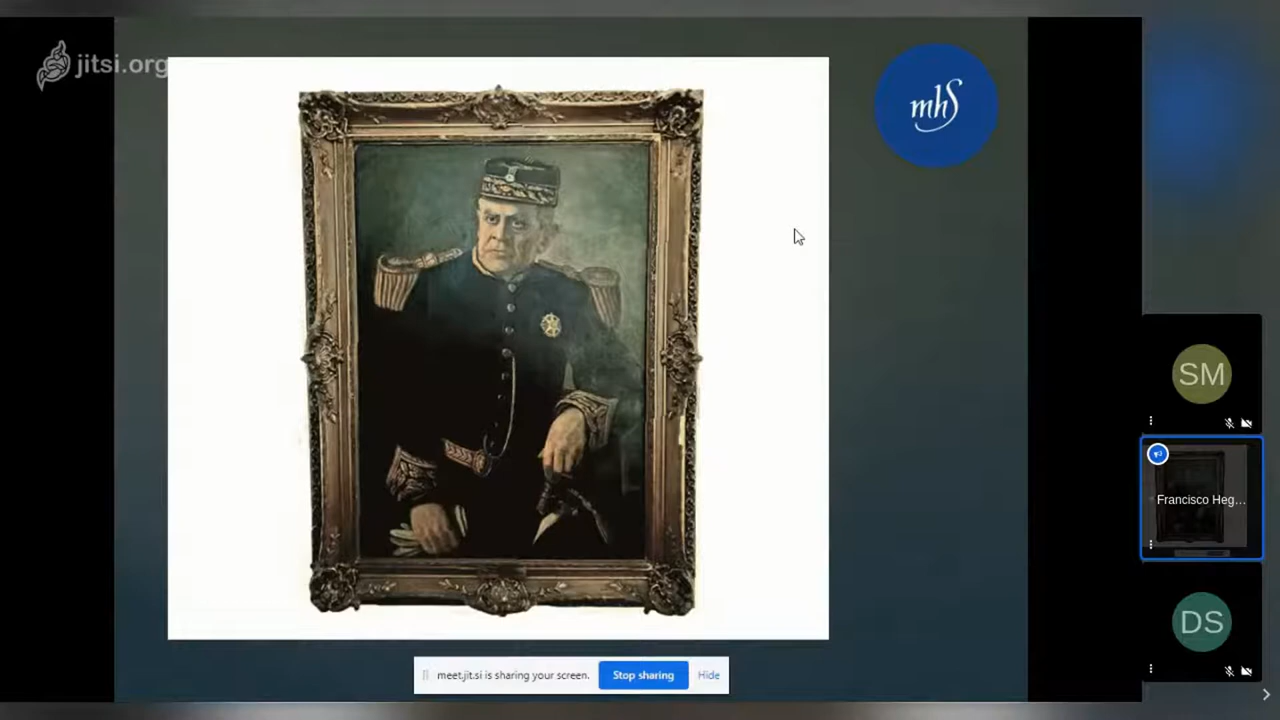 jitsi.org
mhS
SM
Francisco Heg...
DS
meet.jit.si is sharing your screen.
Stop sharing
Hide